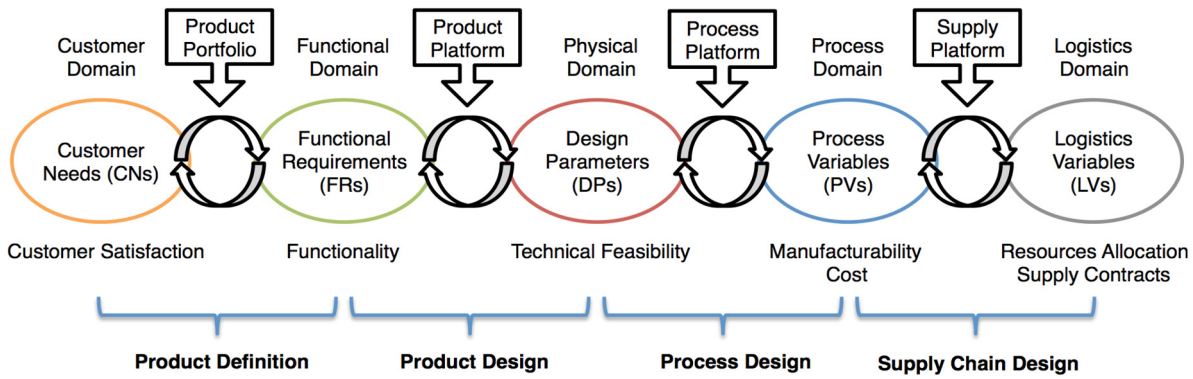 Customer
Domain
Product
Portfolio
Functional
Domain
Product
Platform
Physical
Domain
Process
Platform
Process
Domain
Supply
Platform
Logistics
Domain
Customer
Needs (CNs)
Functional
Requirements
(FRs)
Design
Parameters
(DPs)
Process
Variables
(PVs)
Logistics
Variables
(LVs)
Customer Satisfaction
Functionality
Technical Feasibility
Manufacturability
Cost
Resources Allocation
Supply Contracts
Product Definition
Product Design
Process Design
Supply Chain Design